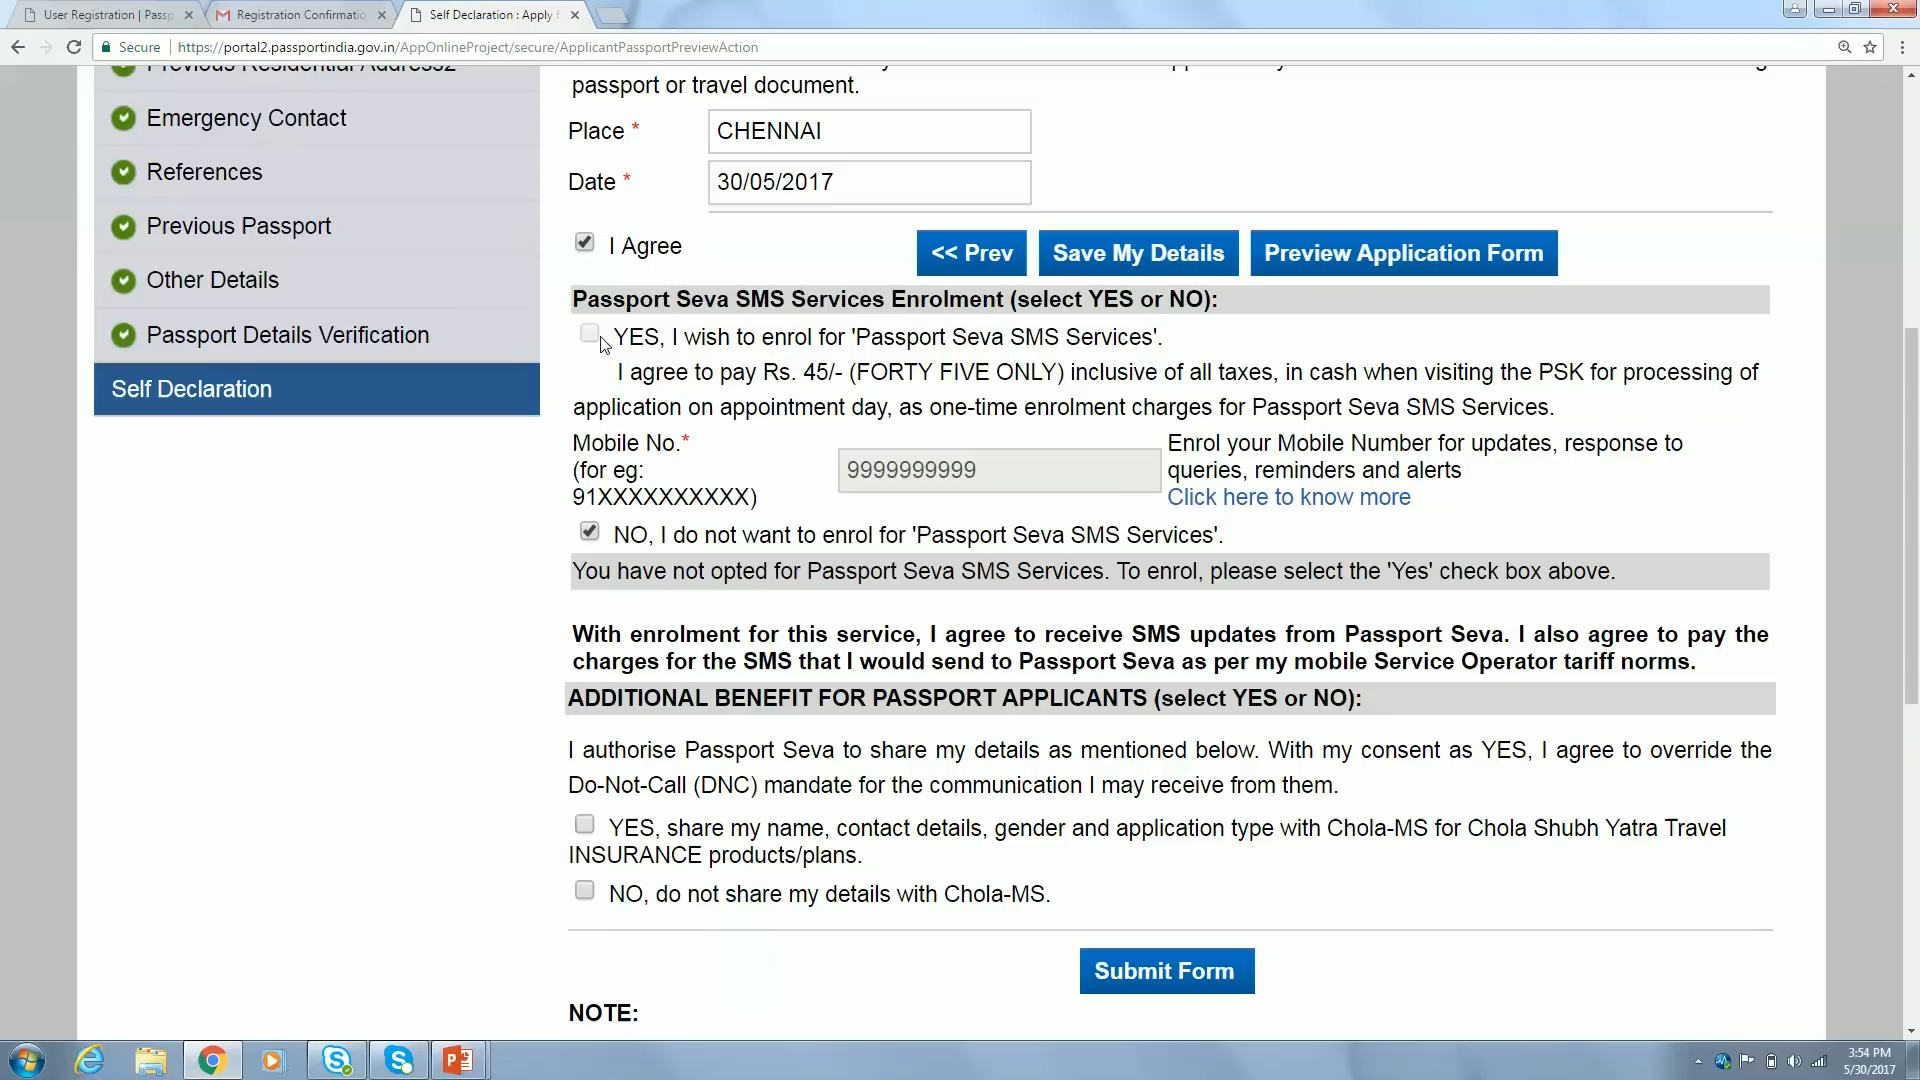 User Registration | Passp
Registration Confirmatio
Self Declaration : Apply f
Secure
https://portal2.passportindia.gov.in/AppOnlineProject/secure/ApplicantPassportPreviewAction
Previous Residential Address2
Emergency Contact
References
Previous Passport
Other Details
Passport Details Verification
Self Declaration
passport or travel document.
Place *
CHENNAI
Date *
30/05/2017
I Agree
<< Prev
Save My Details
Preview Application Form
Passport Seva SMS Services Enrolment (select YES or NO):
YES, I wish to enrol for 'Passport Seva SMS Services'.
I agree to pay Rs. 45/- (FORTY FIVE ONLY) inclusive of all taxes, in cash when visiting the PSK for processing of
application on appointment day, as one-time enrolment charges for Passport Seva SMS Services.
Mobile No.*
(for eg:
91XXXXXXXXXX)
9999999999
Enrol your Mobile Number for updates, response to
queries, reminders and alerts
Click here to know more
NO, I do not want to enrol for 'Passport Seva SMS Services'.
You have not opted for Passport Seva SMS Services. To enrol, please select the 'Yes' check box above.
With enrolment for this service, I agree to receive SMS updates from Passport Seva. I also agree to pay the
charges for the SMS that I would send to Passport Seva as per my mobile Service Operator tariff norms.
ADDITIONAL BENEFIT FOR PASSPORT APPLICANTS (select YES or NO):
I authorise Passport Seva to share my details as mentioned below. With my consent as YES, I agree to override the
Do-Not-Call (DNC) mandate for the communication I may receive from them.
YES, share my name, contact details, gender and application type with Chola-MS for Chola Shubh Yatra Travel
INSURANCE products/plans.
NO, do not share my details with Chola-MS.
Submit Form
NOTE:
3:54 PM
5/30/2017